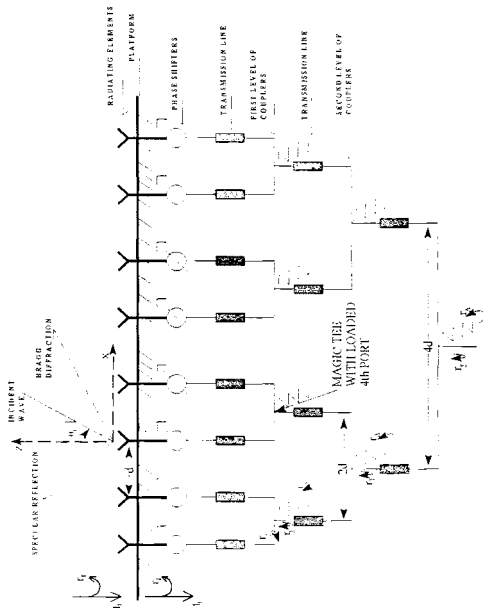 RADIATING ELEMENTS
PLATFORM
PHASE SHIFTERS
TRANSMISSION LINE
FIRST LEVEL OF
COUPLERS
TRANSMISSION LINE
SECOND LEVEL OF
COUPLERS
SPECULAR REFLECTION
INCIDENT
WAVE
BRAGG
DIFFRACTION
Z
X
d
MAGIC TEE
WITH LOADED
4th PORT
2d
4d